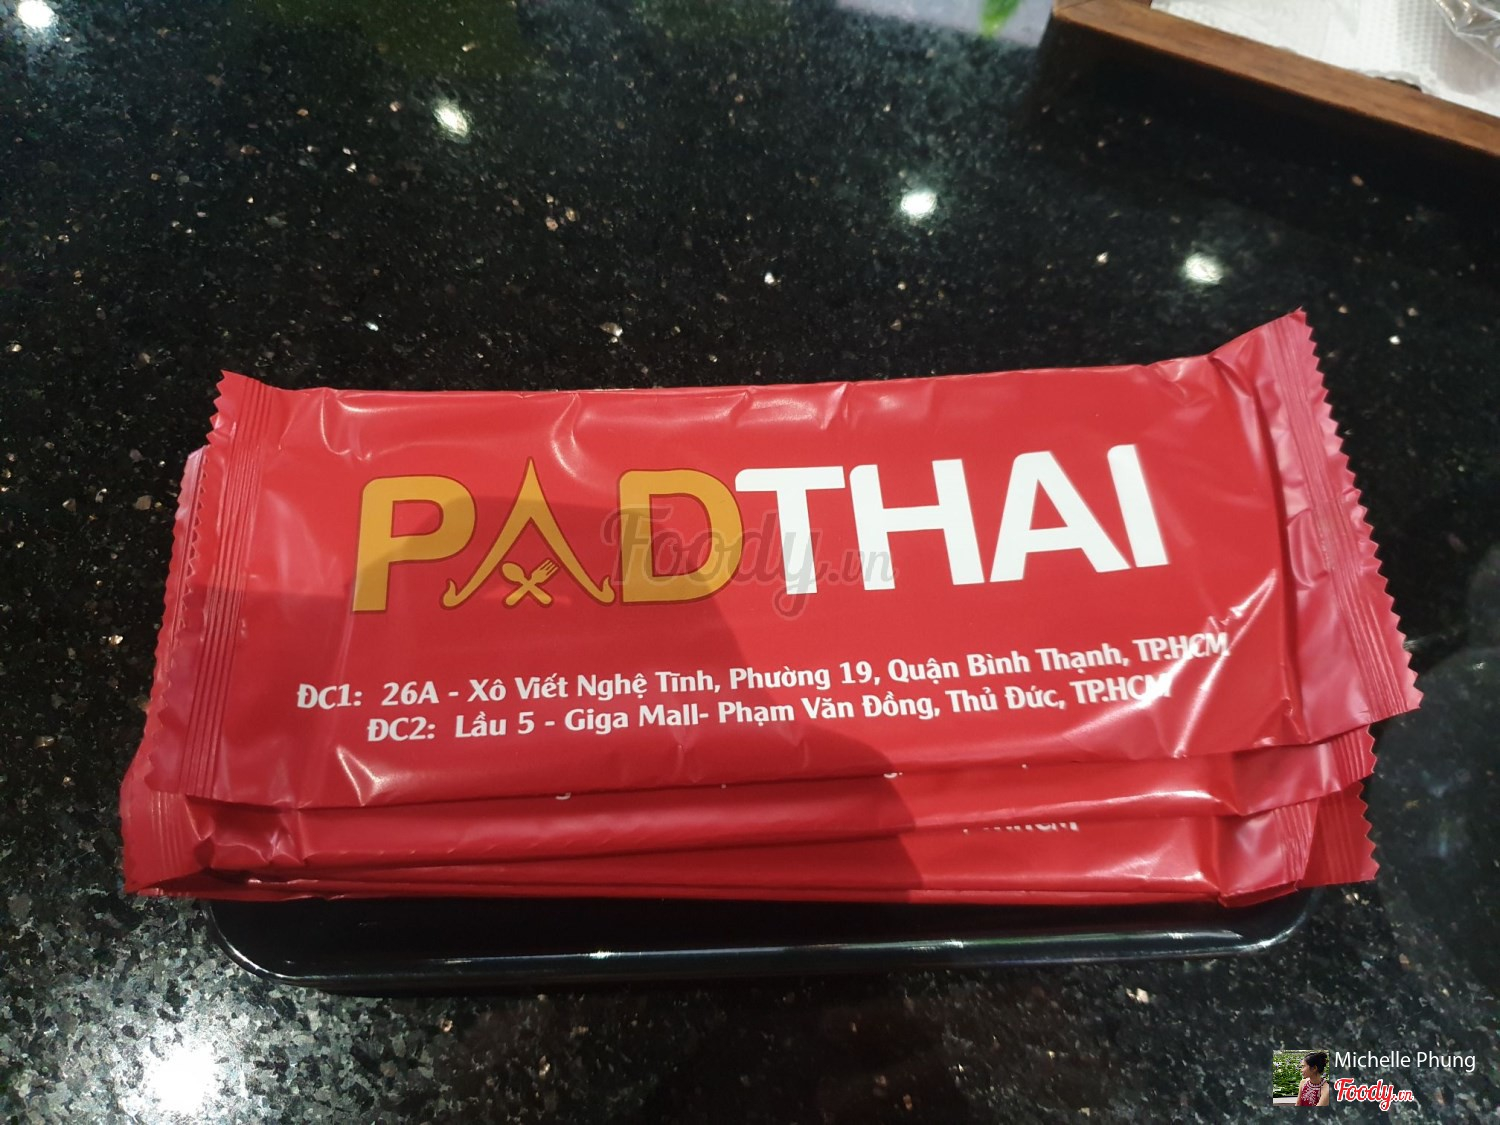 PADTHAI
ĐC1: 26A - Xô Viết Nghệ Tĩnh, Phường 19, Quận Bình Thạnh, TP.HCM
ĐC2: Lầu 5 - Giga Mall- Phạm Văn Đồng, Thủ Đức, TP.HCM
Foody.vn
Michelle Phung
Foody.vn